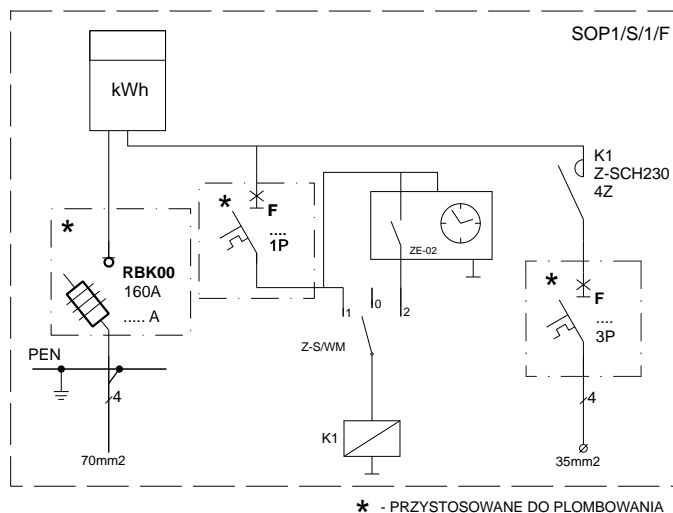 SOP1/S/1/F
kWh
K1
Z-SCH230
4Z
*
F
....
1P
ZE-02
*
RBK00
160A
..... A
*
F
....
3P
1
0
2
Z-S/WM
PEN
4
K1
4
70mm2
35mm2
* - PRZYSTOSOWANE DO PLOMBOWANIA